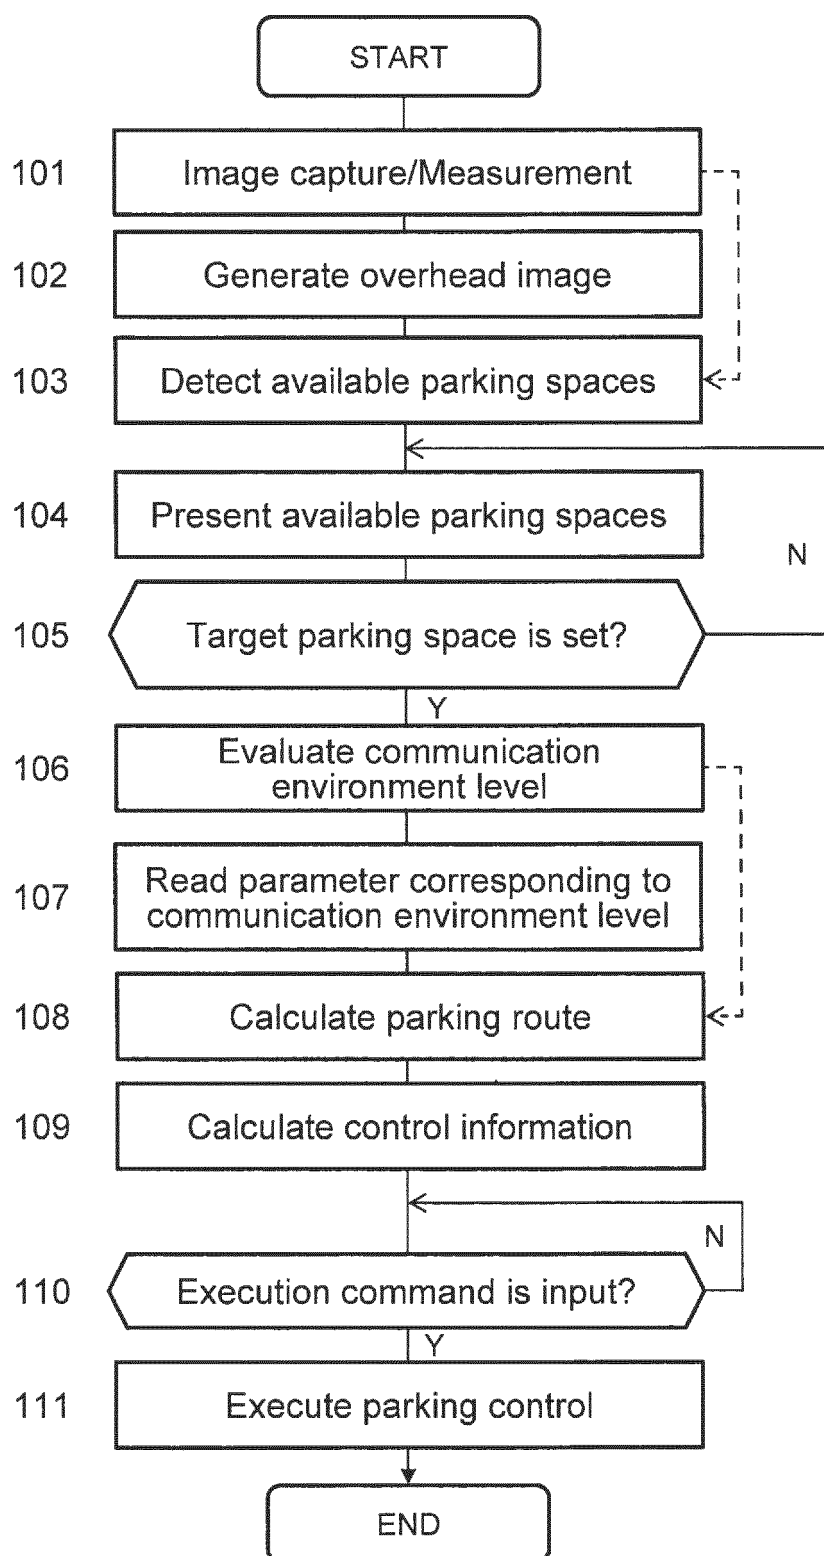 START
101
Image capture/Measurement
102
Generate overhead image
103
Detect available parking spaces
104
Present available parking spaces
N
105
Target parking space is set?
Y
106
Evaluate communication
environment level
107
Read parameter corresponding to
communication environment level
108
Calculate parking route
109
Calculate control information
N
110
Execution command is input?
Y
111
Execute parking control
END